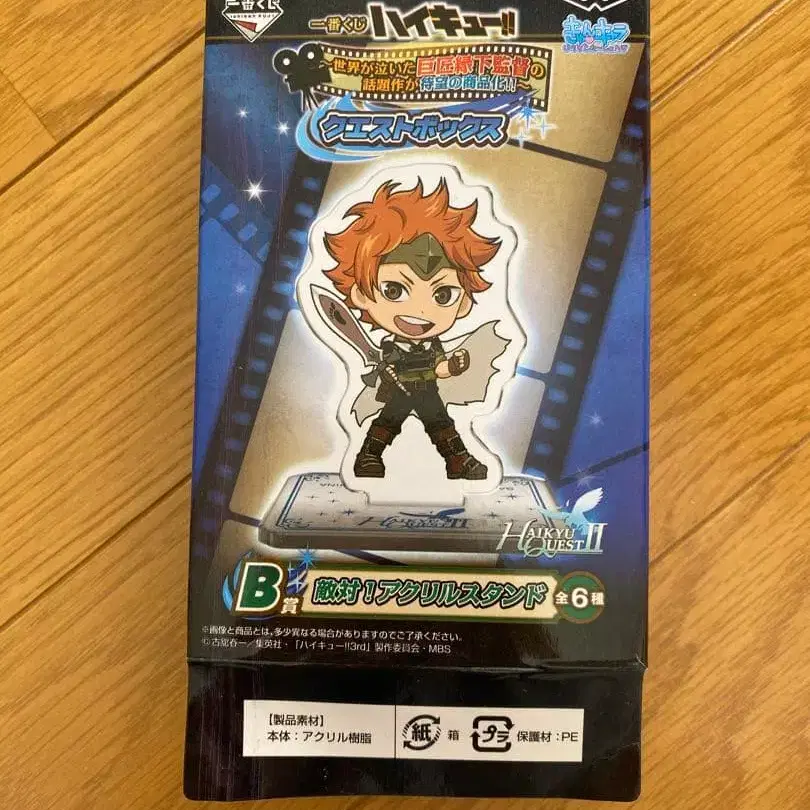 一番くじ
ICHIBAN KUJI
一番くじ ハイキュー!!
～世界が泣いた巨匠縁下監督の
話題作が待望の商品化!!～
きゅんキャラ
クエストボックス
HAIKYU QUEST II
HAIKYU
QUEST II
B賞 敵対！アクリルスタンド 全6種
※画像と商品とは、多少異なる場合がありますのでご了承ください。
©古舘春一／集英社・「ハイキュー!!3rd」製作委員会・MBS
【製品素材】
本体：アクリル樹脂
紙 箱 プラ 保護材：PE